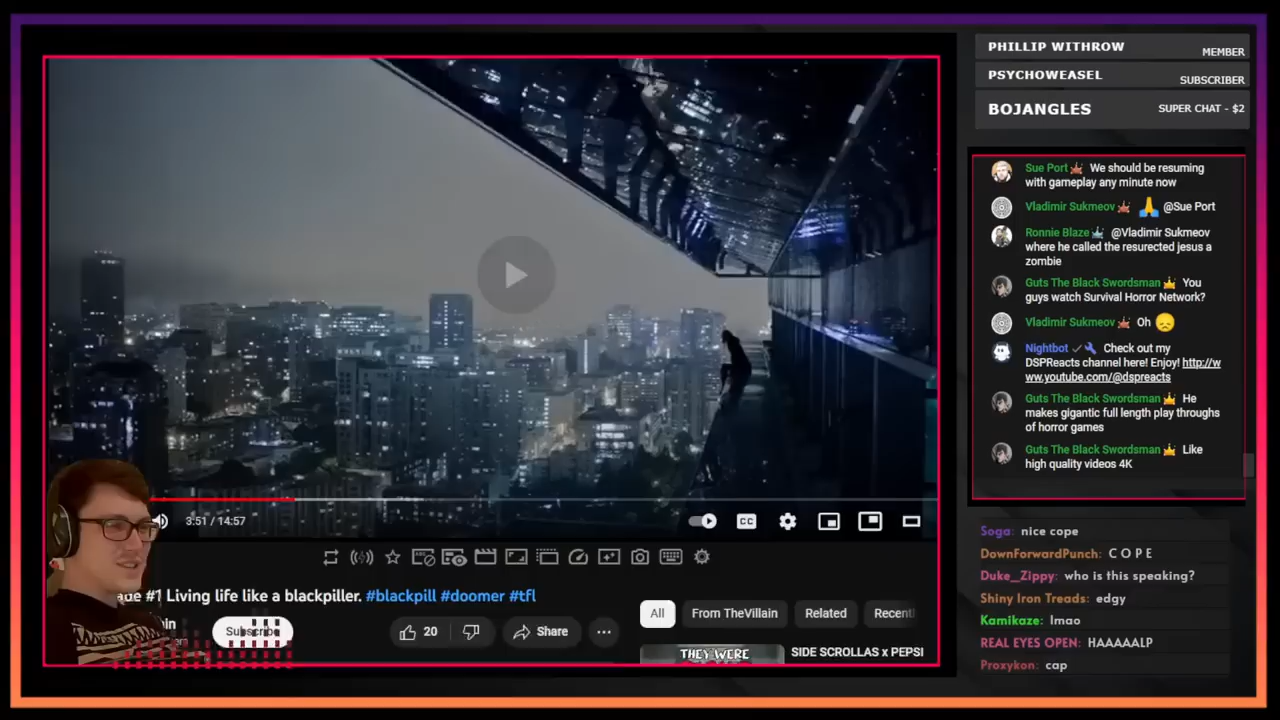 PHILLIP WITHROW
MEMBER
PSYCHOWEASEL
SUBSCRIBER
BOJANGLES
SUPER CHAT - $2
Sue Port We should be resuming
with gameplay any minute now
Vladimir Sukmeov 🙏 @Sue Port
Ronnie Blaze @Vladimir Sukmeov
where he called the resurected jesus a
zombie
Guts The Black Swordsman You
guys watch Survival Horror Network?
Vladimir Sukmeov Oh 😞
Nightbot Check out my
DSPReacts channel here! Enjoy! http://w
ww.youtube.com/@dspreacts
Guts The Black Swordsman He
makes gigantic full length play throughs
of horror games
Guts The Black Swordsman Like
high quality videos 4K
Soga: nice cope
DownForwardPunch: C O P E
Duke__Zippy: who is this speaking?
Shiny Iron Treads: edgy
Kamikaze: lmao
REAL EYES OPEN: HAAAAALP
Proxykon: cap
3:51 / 14:57
CC
ade #1 Living life like a blackpiller. #blackpill #doomer #tfl
Subscribe
20
Share
All
From TheVillain
Related
Recent
THEY WERE
SIDE SCROLLAS x PEPSI